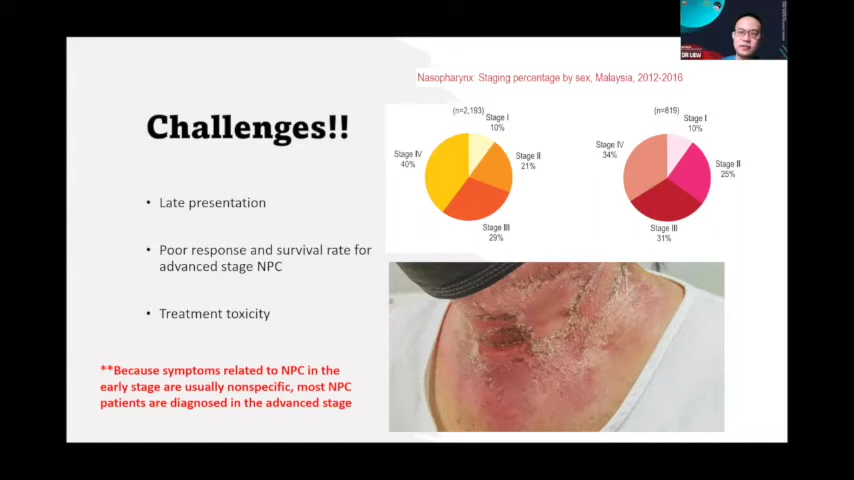 DR LIEW
Nasopharynx: Staging percentage by sex, Malaysia, 2012-2016
Challenges!!
• Late presentation
• Poor response and survival rate for
advanced stage NPC
• Treatment toxicity
**Because symptoms related to NPC in the
early stage are usually nonspecific, most NPC
patients are diagnosed in the advanced stage
(n=2,193)
Stage I
10%
Stage II
21%
Stage III
29%
Stage IV
40%
(n=819)
Stage I
10%
Stage II
25%
Stage III
31%
Stage IV
34%